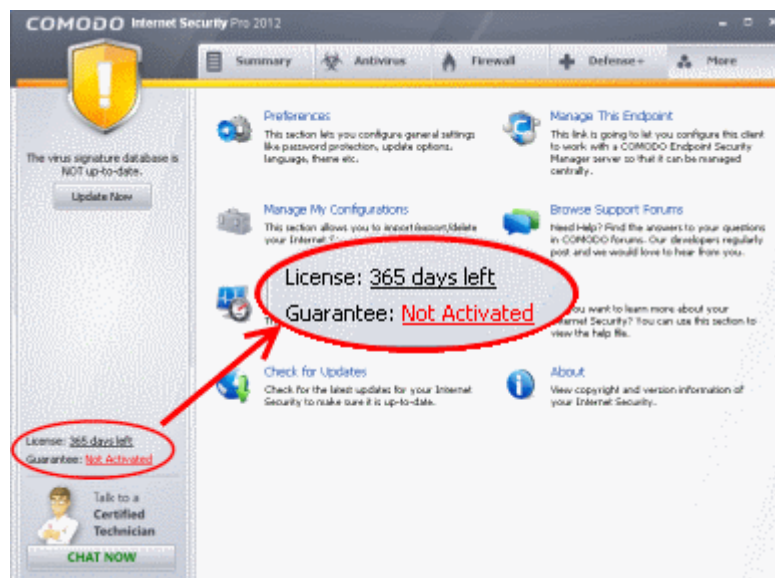 COMODO Internet Security Pro 2012
Summary
Antivirus
Firewall
Defense+
More
The virus signature database is
NOT up-to-date.
Update Now
Preferences
This section lets you configure general settings
like password protection, update options,
language, theme etc.
Manage This Endpoint
This link is going to let you configure this client
to work with a COMODO Endpoint Security
Manager server so that it can be managed
centrally.
Manage My Configurations
This section allows you to import/export/delete
your Internet
Browse Support Forums
Need Help? Find the answers to your questions
in COMODO forums. Our developers regularly
post and we would love to hear from you.
License: 365 days left
Guarantee: Not Activated
you want to learn more about your
Internet Security? You can use this section to
view the help file.
Check for Updates
Check for the latest updates for your Internet
Security to make sure it is up-to-date.
About
View copyright and version information of
your Internet Security.
License: 365 days left
Guarantee: Not Activated
Talk to a
Certified
Technician
CHAT NOW